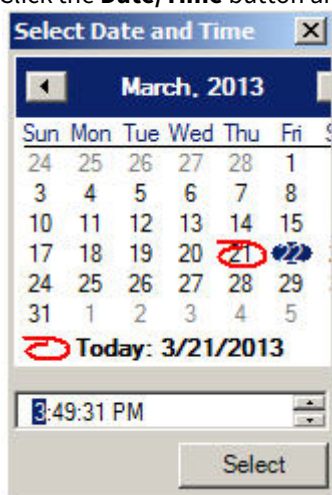 Click the Date/Time button an
Select Date and Time
March, 2013
Sun Mon Tue Wed Thu Fri S
24 25 26 27 28 1
3 4 5 6 7 8
10 11 12 13 14 15
17 18 19 20 21 22
24 25 26 27 28 29
31 1 2 3 4 5
Today: 3/21/2013
3:49:31 PM
Select